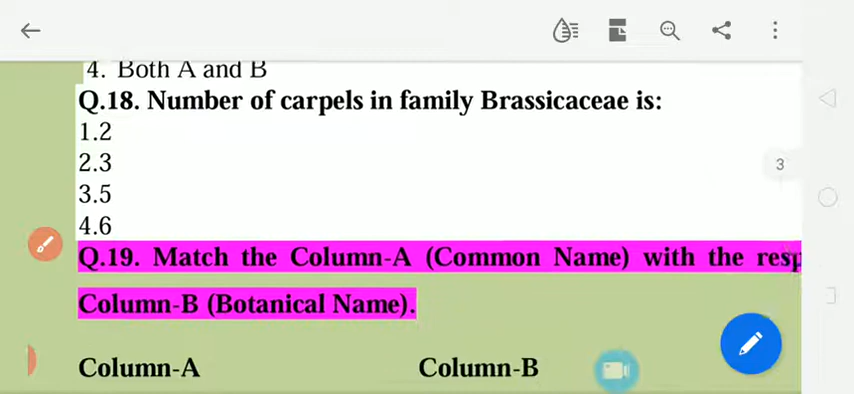 4. Both A and B
Q.18. Number of carpels in family Brassicaceae is:
1.2
2.3
3
3.5
4.6
Q.19. Match the Column-A (Common Name) with the resp
Column-B (Botanical Name).
Column-A Column-B